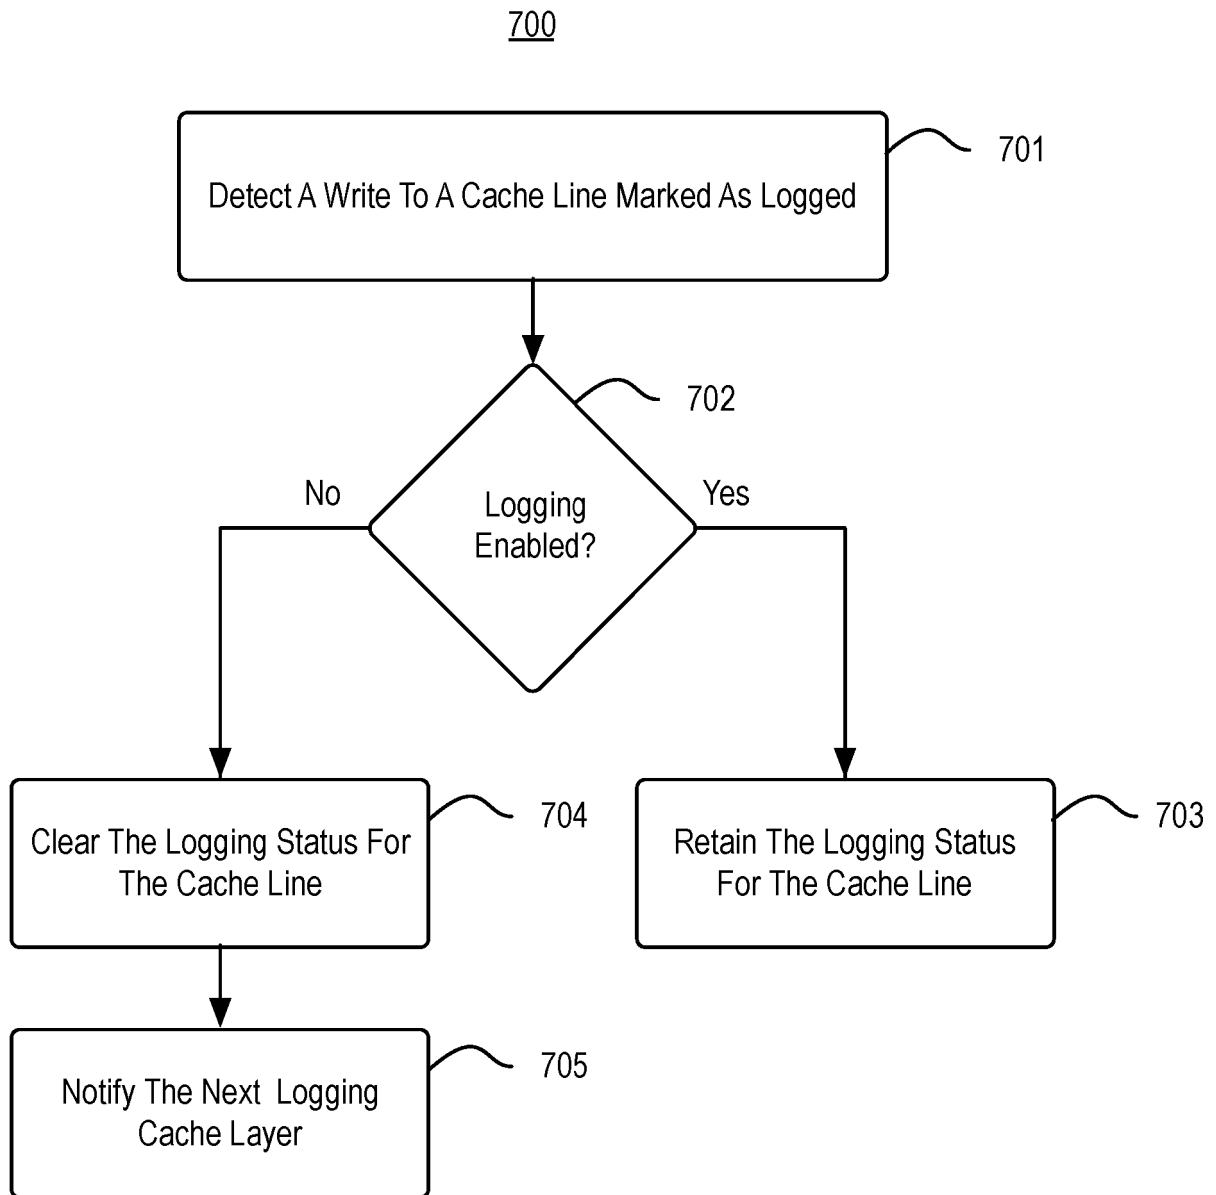 700
Detect A Write To A Cache Line Marked As Logged
701
702
Logging
Enabled?
No
Yes
Clear The Logging Status For
The Cache Line
704
Retain The Logging Status
For The Cache Line
703
Notify The Next Logging
Cache Layer
705